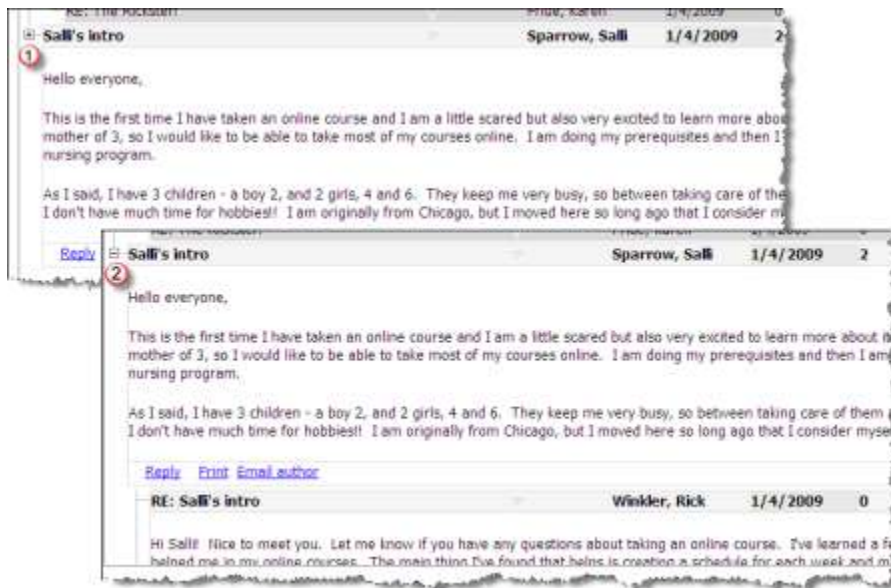 RE: The Rickster! Pride, Karen 1/4/2009 0
Salli's intro Sparrow, Salli 1/4/2009 2
1
Hello everyone,
This is the first time I have taken an online course and I am a little scared but also very excited to learn more
mother of 3, so I would like to be able to take most of my courses online. I am doing my prerequisites and then I
nursing program.
As I said, I have 3 children - a boy 2, and 2 girls, 4 and 6. They keep me very busy, so between taking care of
I don't have much time for hobbies!! I am originally from Chicago, but I moved here so long ago that I consider
Reply
Salli's intro Sparrow, Salli 1/4/2009 2
2
Hello everyone,
This is the first time I have taken an online course and I am a little scared but also very excited to learn more about
mother of 3, so I would like to be able to take most of my courses online. I am doing my prerequisites and then I am
nursing program.
As I said, I have 3 children - a boy 2, and 2 girls, 4 and 6. They keep me very busy, so between taking care of them
I don't have much time for hobbies!! I am originally from Chicago, but I moved here so long ago that I consider
Reply Print Email author
RE: Salli's intro Winkler, Rick 1/4/2009 0
Hi Salli! Nice to meet you. Let me know if you have any questions about taking an online course. I've learned a
helped me in my online courses. The main thing I've found that helps is creating a schedule for each week and